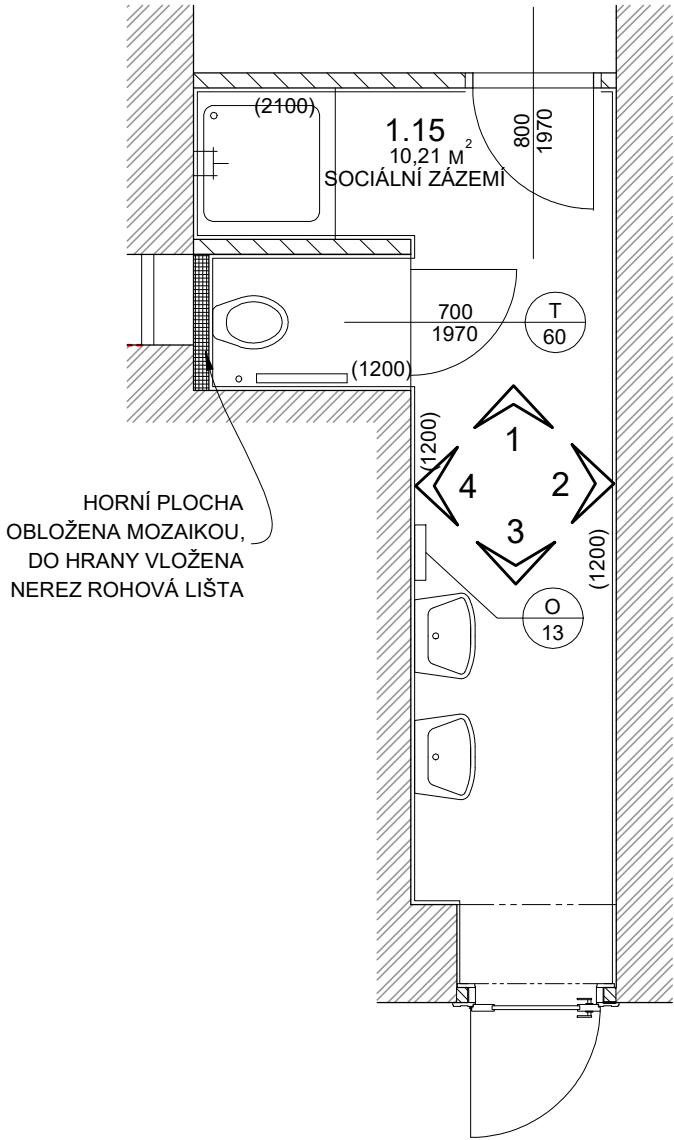 (2100)
1.15
10,21 M²
SOCIÁLNÍ ZÁZEMÍ
800
1970
700
1970
T
60
(1200)
(1200)
1
2
3
4
(1200)
HORNÍ PLOCHA
OBLOŽENA MOZAIKOU,
DO HRANY VLOŽENA
NEREZ ROHOVÁ LIŠTA
O
13